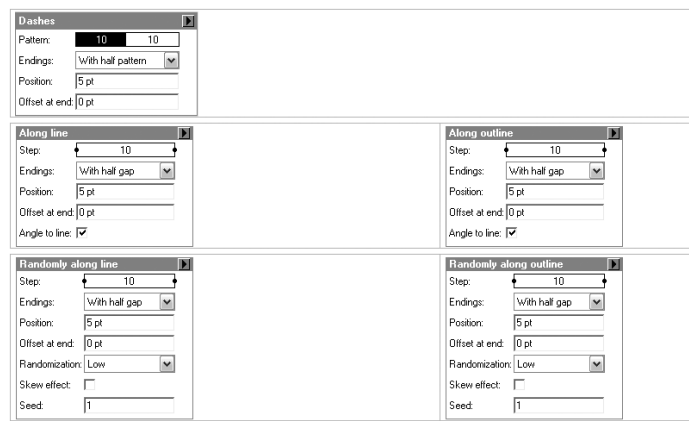 Dashes
Pattern: 10 10
Endings: With half pattern
Position: 5 pt
Offset at end: 0 pt
Along line
Step: 10
Endings: With half gap
Position: 5 pt
Offset at end: 0 pt
Angle to line:
Along outline
Step: 10
Endings: With half gap
Position: 5 pt
Offset at end: 0 pt
Angle to line:
Randomly along line
Step: 10
Endings: With half gap
Position: 5 pt
Offset at end: 0 pt
Randomization: Low
Skew effect:
Seed: 1
Randomly along outline
Step: 10
Endings: With half gap
Position: 5 pt
Offset at end: 0 pt
Randomization: Low
Skew effect:
Seed: 1